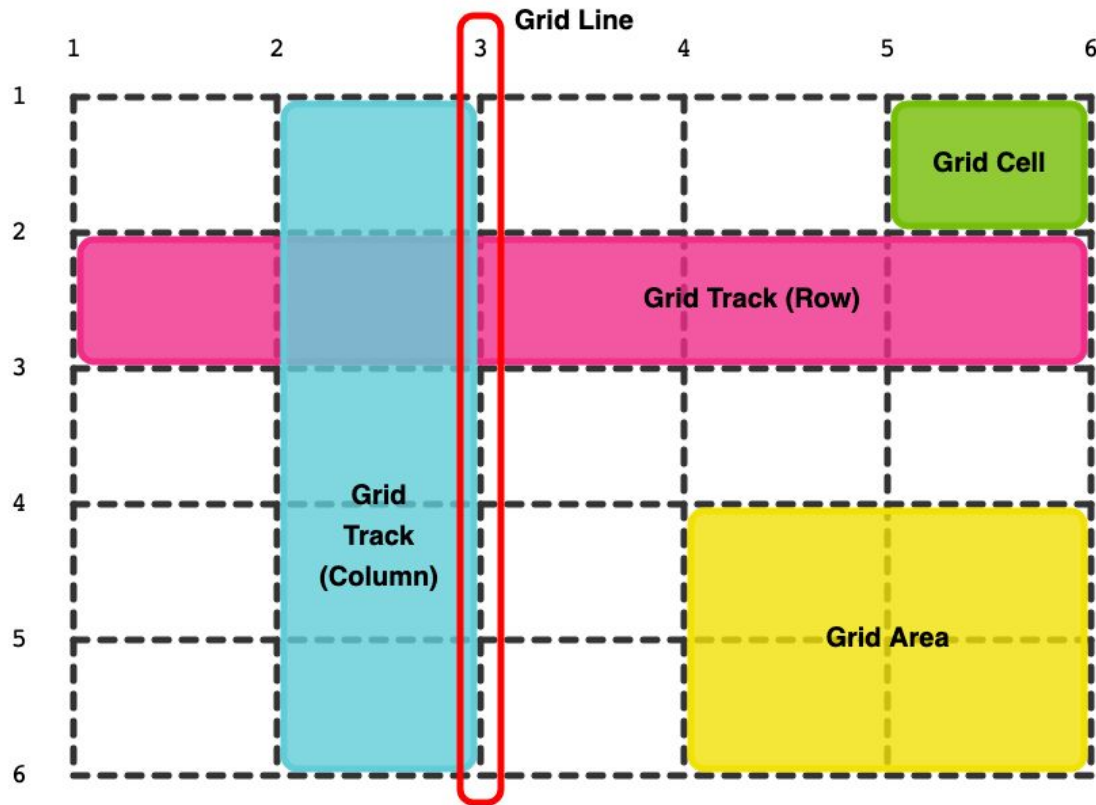 Grid Line
1 2 3 4 5 6
1
Grid Cell
2
Grid Track (Row)
3
Grid
4
Track
(Column)
5
Grid Area
6